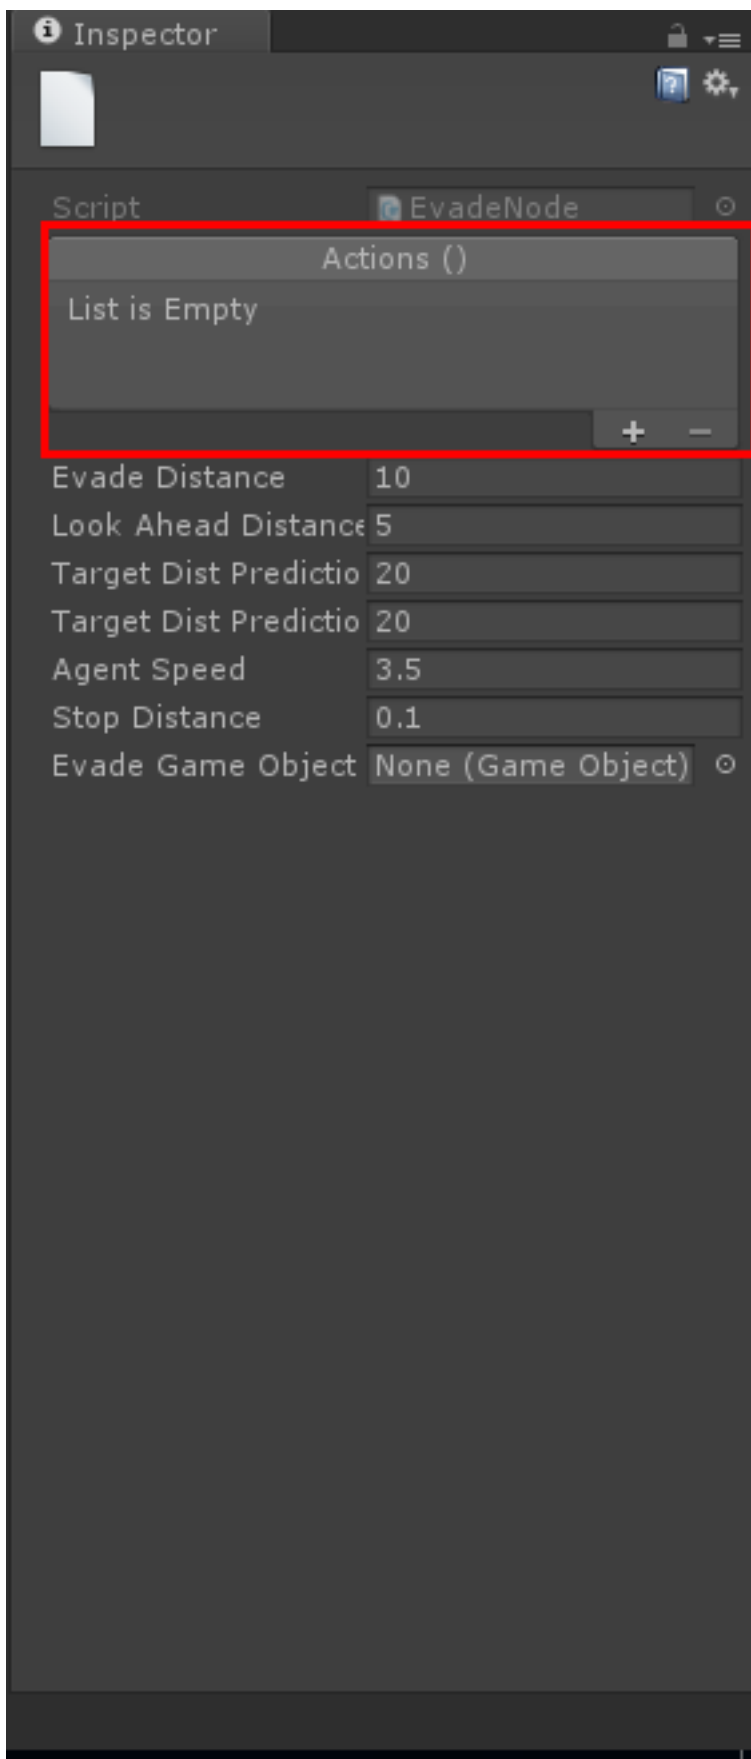 Inspector
Script EvadeNode
Actions ()
List is Empty
Evade Distance 10
Look Ahead Distance 5
Target Dist Predictio 20
Target Dist Predictio 20
Agent Speed 3.5
Stop Distance 0.1
Evade Game Object None (Game Object)